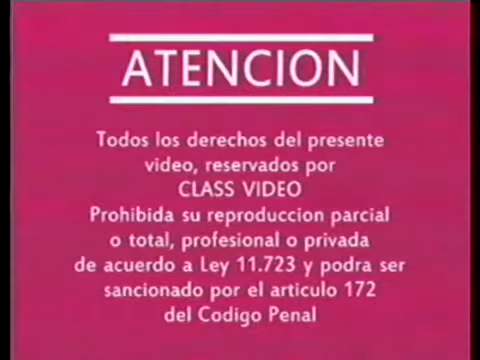 ATENCION
Todos los derechos del presente
video, reservados por
CLASS VIDEO
Prohibida su reproduccion parcial
o total, profesional o privada
de acuerdo a Ley 11.723 y podra ser
sancionado por el articulo 172
del Codigo Penal